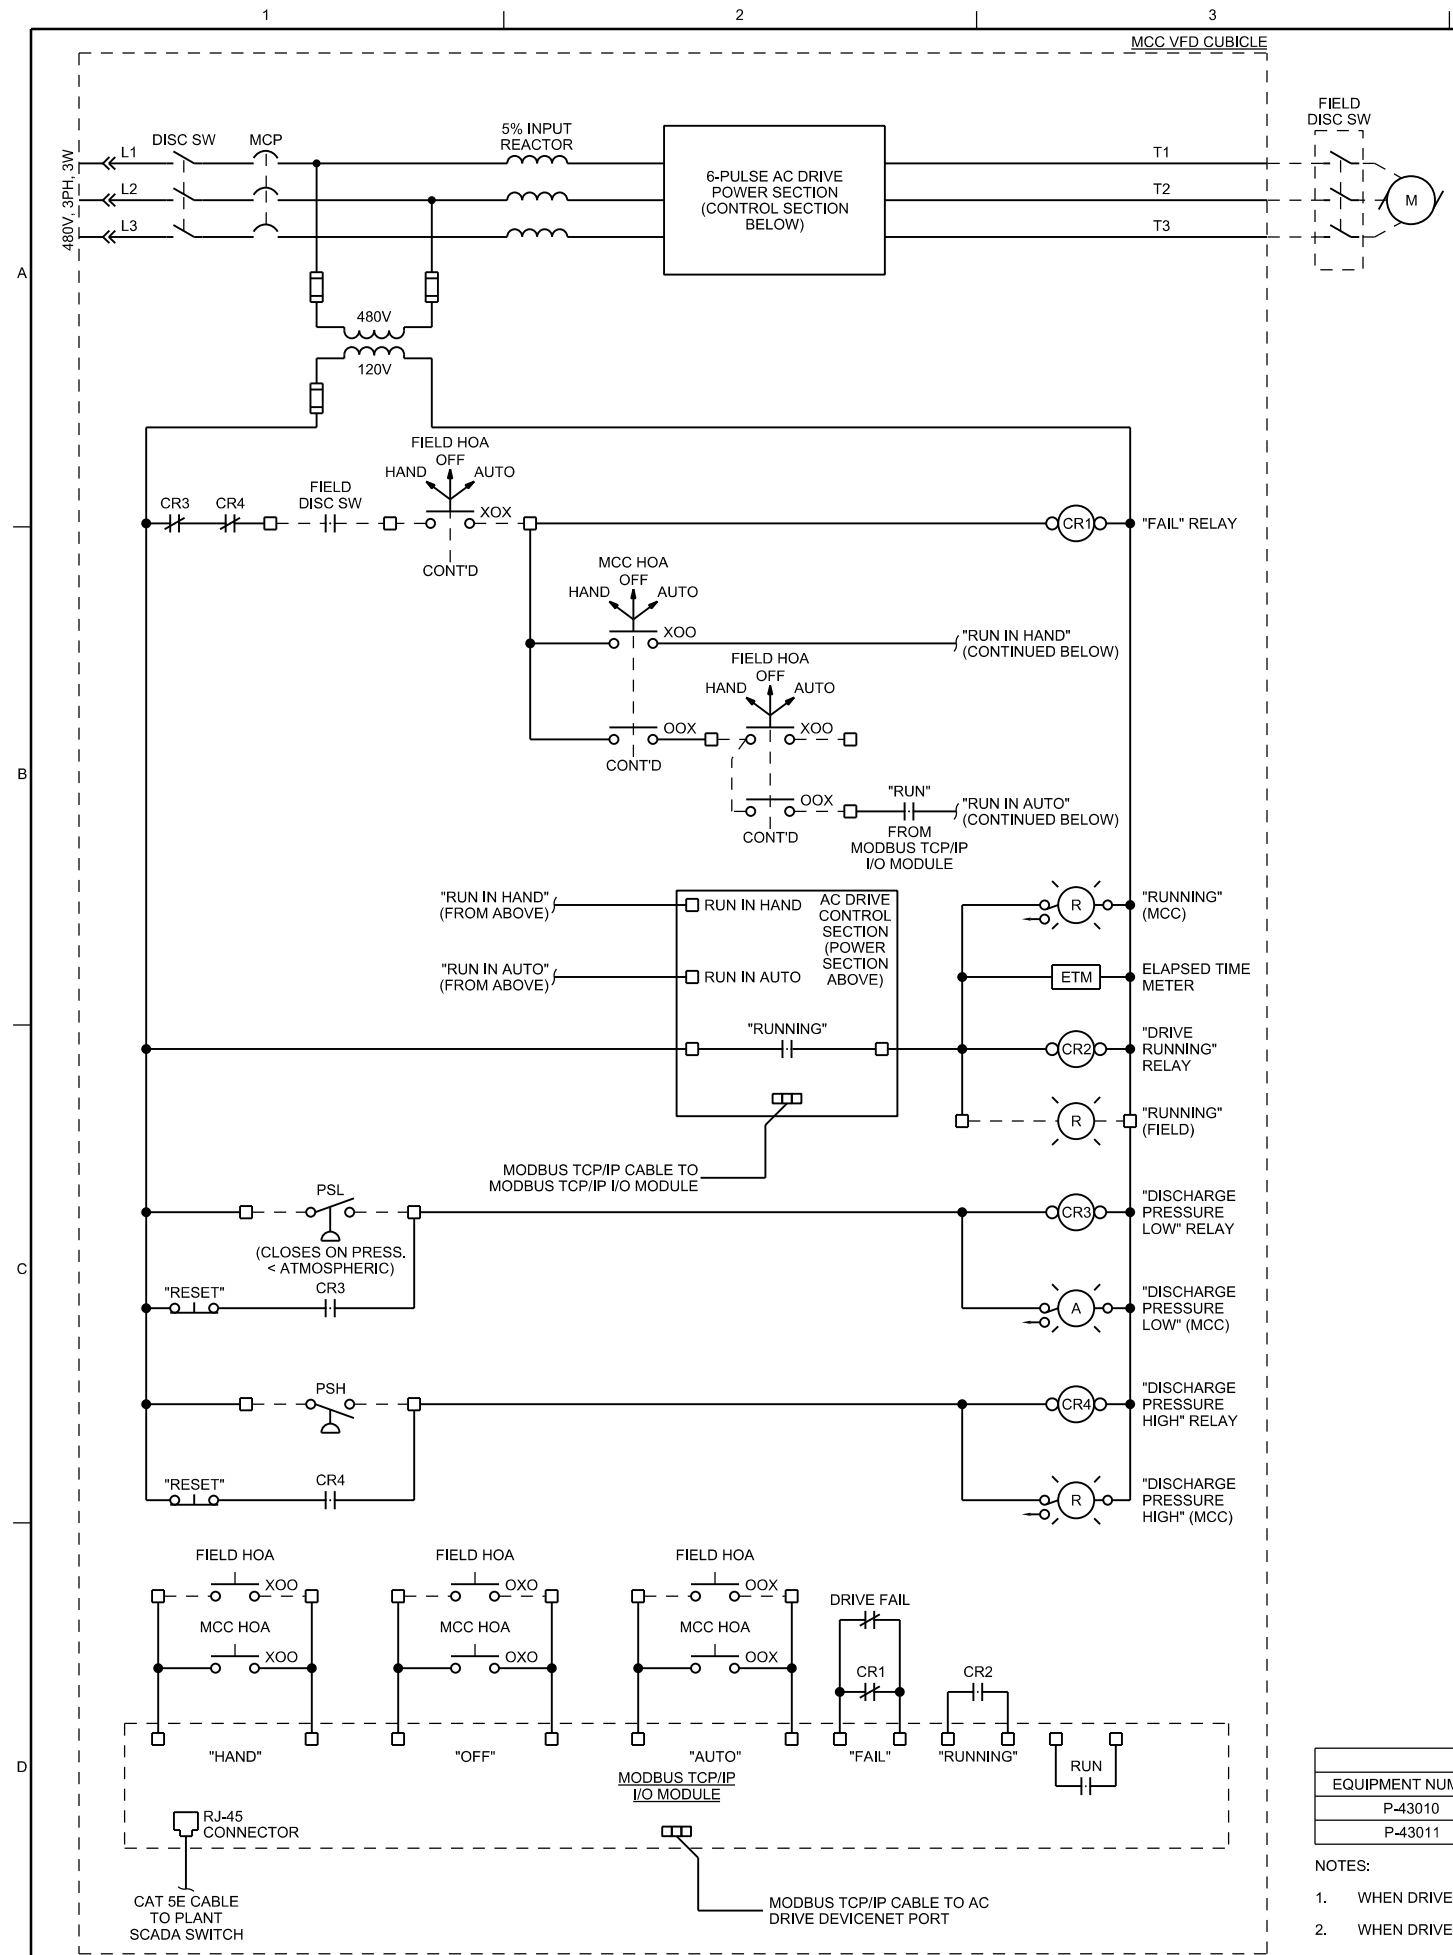 1
2
3
MCC VFD CUBICLE
FIELD
DISC SW
DISC SW
MCP
5% INPUT
REACTOR
480V, 3PH, 3W
L1
L2
L3
6-PULSE AC DRIVE
POWER SECTION
(CONTROL SECTION
BELOW)
T1
T2
T3
M
A
480V
120V
FIELD HOA
OFF
HAND
AUTO
CR3
CR4
FIELD
DISC SW
XOX
CONT'D
CR1
"FAIL" RELAY
MCC HOA
OFF
HAND
AUTO
XOO
"RUN IN HAND"
(CONTINUED BELOW)
FIELD HOA
OFF
HAND
AUTO
OOX
XOO
CONT'D
B
OOX
CONT'D
"RUN"
FROM
MODBUS TCP/IP
I/O MODULE
"RUN IN AUTO"
(CONTINUED BELOW)
"RUN IN HAND"
(FROM ABOVE)
RUN IN HAND
AC DRIVE
CONTROL
SECTION
(POWER
SECTION
ABOVE)
R
"RUNNING"
(MCC)
"RUN IN AUTO"
(FROM ABOVE)
RUN IN AUTO
ETM
ELAPSED TIME
METER
"RUNNING"
CR2
"DRIVE
RUNNING"
RELAY
R
"RUNNING"
(FIELD)
MODBUS TCP/IP CABLE TO
MODBUS TCP/IP I/O MODULE
PSL
(CLOSES ON PRESS.
< ATMOSPHERIC)
CR3
"DISCHARGE
PRESSURE
LOW" RELAY
C
"RESET"
CR3
A
"DISCHARGE
PRESSURE
LOW" (MCC)
PSH
CR4
"DISCHARGE
PRESSURE
HIGH" RELAY
"RESET"
CR4
R
"DISCHARGE
PRESSURE
HIGH" (MCC)
FIELD HOA
XOO
MCC HOA
XOO
FIELD HOA
OXO
MCC HOA
OXO
FIELD HOA
OOX
MCC HOA
OOX
DRIVE FAIL
CR1
CR2
D
"HAND"
"OFF"
"AUTO"
"FAIL"
"RUNNING"
RUN
MODBUS TCP/IP
I/O MODULE
RJ-45
CONNECTOR
CAT 5E CABLE
TO PLANT
SCADA SWITCH
MODBUS TCP/IP CABLE TO AC
DRIVE DEVICENET PORT
EQUIPMENT NUM
P-43010
P-43011
NOTES:
1. WHEN DRIVE
2. WHEN DRIVE